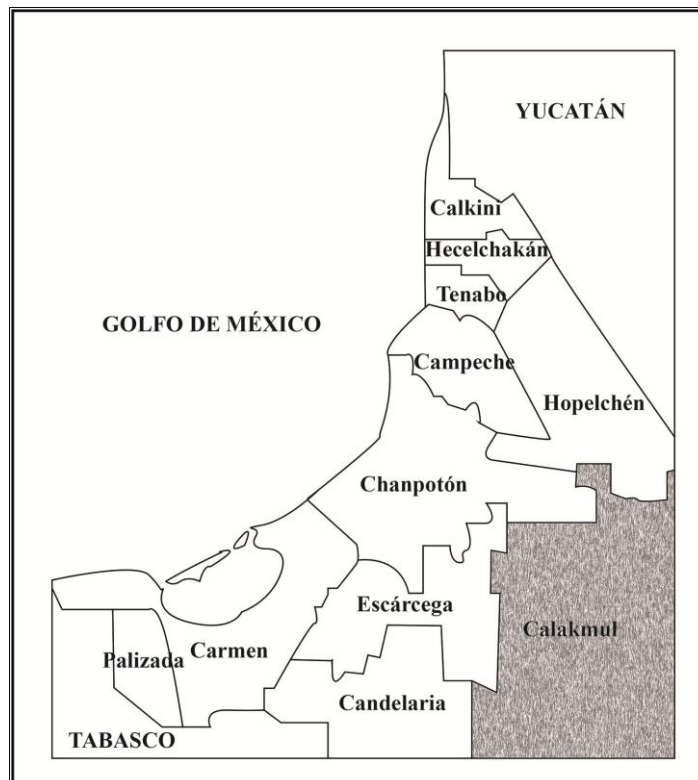 YUCATÁN
Calkini
Hecelchakán
Tenabo
GOLFO DE MÉXICO
Campeche
Hopelchén
Chanpotón
Escárcega
Calakmul
Palizada
Carmen
Candelaria
TABASCO